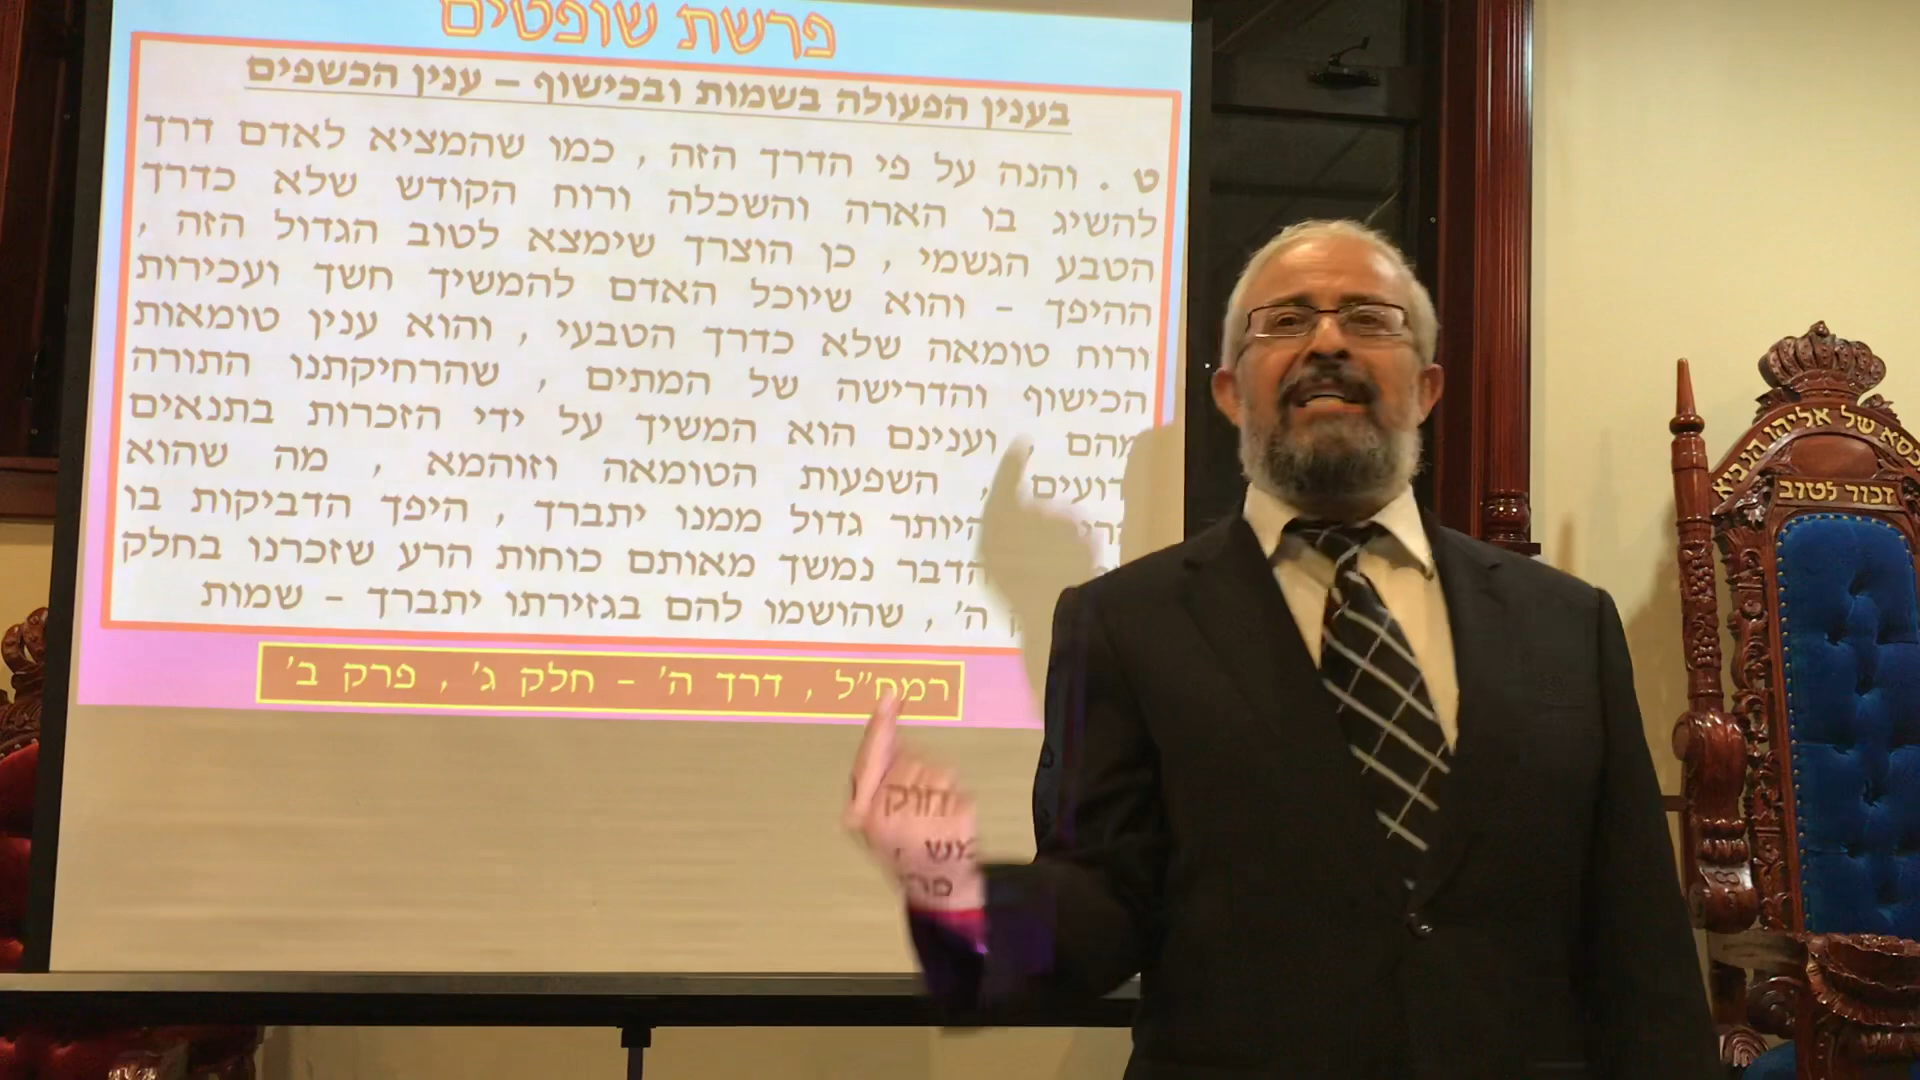 פרשת שופטים
בענין הפעולה בשמות ובכישוף – ענין הכשפים
ט . והנה על פי הדרך הזה , כמו שהמציא לאדם דרך
להשיג בו הארה והשכלה ורוח הקודש שלא כדרך
הטבע הגשמי , כן הוצרך שימצא לטוב הגדול הזה ,
ההיפך – והוא שיוכל האדם להמשיך חשך ועכירות
ורוח טומאה שלא כדרך הטבעי , והוא ענין טומאות
הכישוף והדרישה של המתים , שהרחיקתנו התורה
מהם , וענינם הוא המשיך על ידי הזכרות בתנאים
, השפעות הטומאה וזוהמא , מה שהוא
היותר גדול ממנו יתברך , היפך הדביקות בו
הדבר נמשך מאותם כוחות הרע שזכרנו בחלק
ה' , שהושמו להם בגזירתו יתברך – שמות
רמח"ל , דרך ה' – חלק ג' , פרק ב'
כסא של אליהו הנביא
זכור לטוב